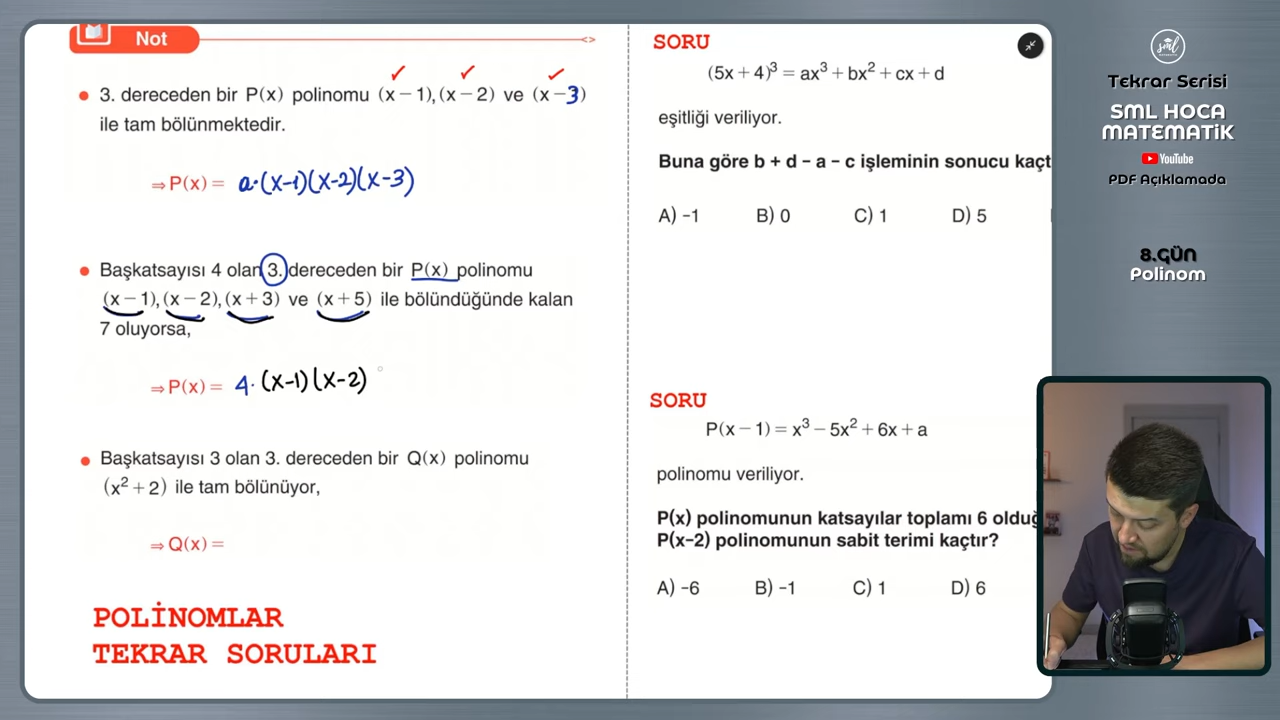 Not
3. dereceden bir P(x) polinomu (x − 1), (x − 2) ve (x − 3)
ile tam bölünmektedir.
⇒ P(x) = a·(x-1)(x-2)(x-3)
Başkatsayısı 4 olan 3. dereceden bir P(x) polinomu
(x − 1), (x − 2), (x + 3) ve (x + 5) ile bölündüğünde kalan
7 oluyorsa,
⇒ P(x) = 4·(x-1)(x-2)
Başkatsayısı 3 olan 3. dereceden bir Q(x) polinomu
(x² + 2) ile tam bölünüyor,
⇒ Q(x) =
POLİNOMLAR
TEKRAR SORULARI
SORU
(5x + 4)³ = ax³ + bx² + cx + d
eşitliği veriliyor.
Buna göre b + d − a − c işleminin sonucu kaçt
A) −1 B) 0 C) 1 D) 5
SORU
P(x − 1) = x³ − 5x² + 6x + a
polinomu veriliyor.
P(x) polinomunun katsayılar toplamı 6 olduğ
P(x−2) polinomunun sabit terimi kaçtır?
A) −6 B) −1 C) 1 D) 6
sml
Tekrar Serisi
SML HOCA
MATEMATİK
YouTube
PDF Açıklamada
8.GÜN
Polinom